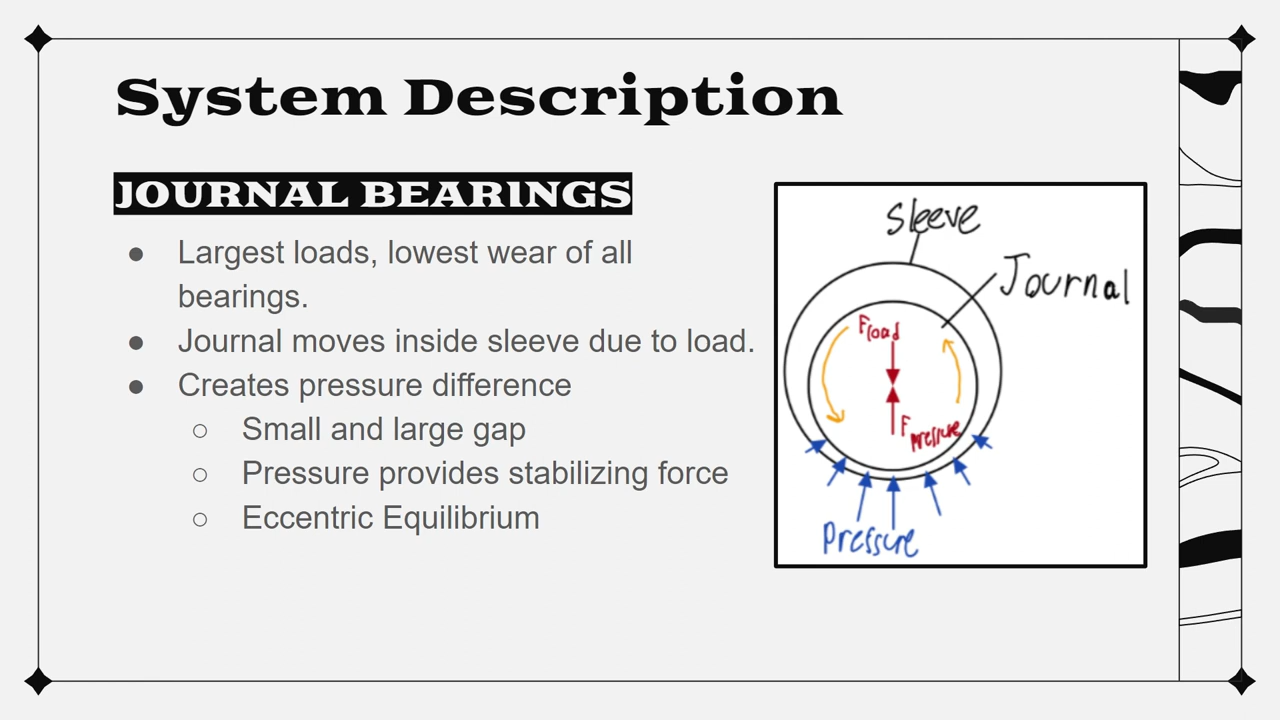 System Description
JOURNAL BEARINGS
● Largest loads, lowest wear of all
bearings.
● Journal moves inside sleeve due to load.
● Creates pressure difference
○ Small and large gap
○ Pressure provides stabilizing force
○ Eccentric Equilibrium
Sleeve
Journal
Fload
Fpressure
Pressure